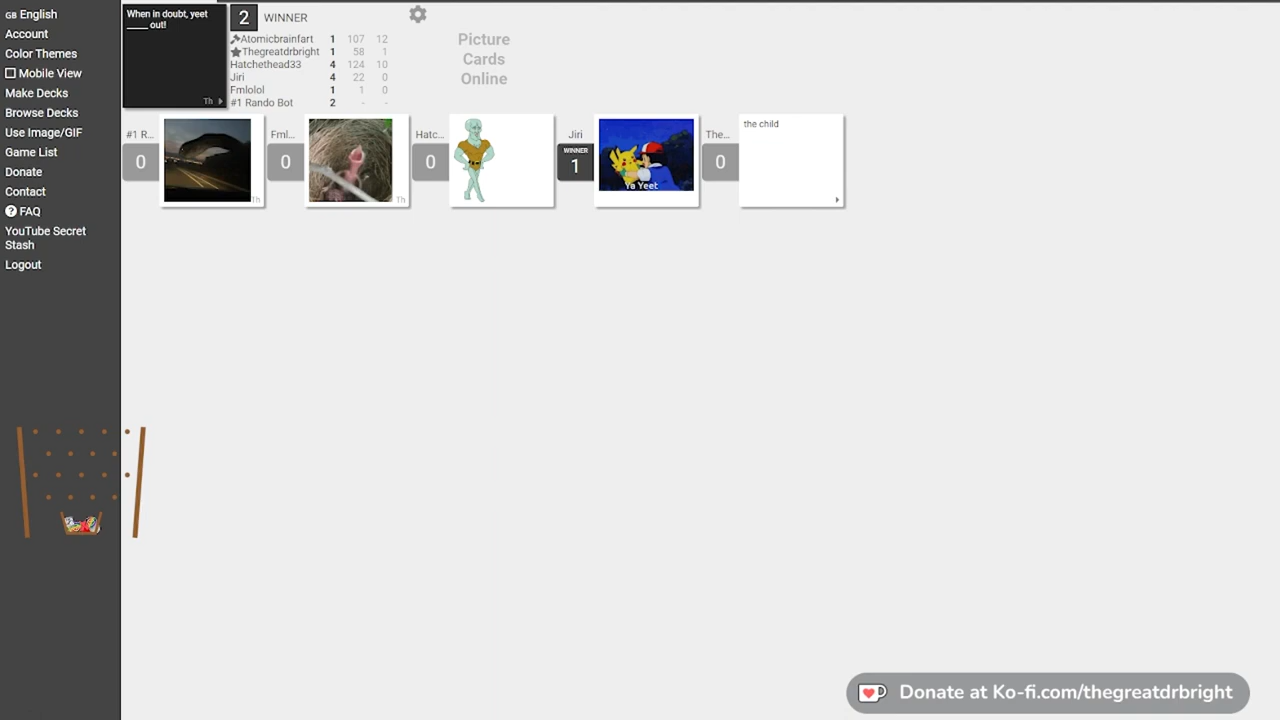 GB English
Account
Color Themes
Mobile View
Make Decks
Browse Decks
Use Image/GIF
Game List
Donate
Contact
? FAQ
YouTube Secret
Stash
Logout
When in doubt, yeet
____ out!
Th
2 WINNER
Atomicbrainfart 1 107 12
Thegreatdrbright 1 58 1
Hatchethead33 4 124 10
Jiri 4 22 0
Fmlolol 1 1 0
#1 Rando Bot 2 - -
Picture
Cards
Online
#1 R...
0
Th
Fml...
0
Th
Hatc...
0
Jiri
WINNER
1
Ya Yeet
The...
0
the child
Donate at Ko-fi.com/thegreatdrbright